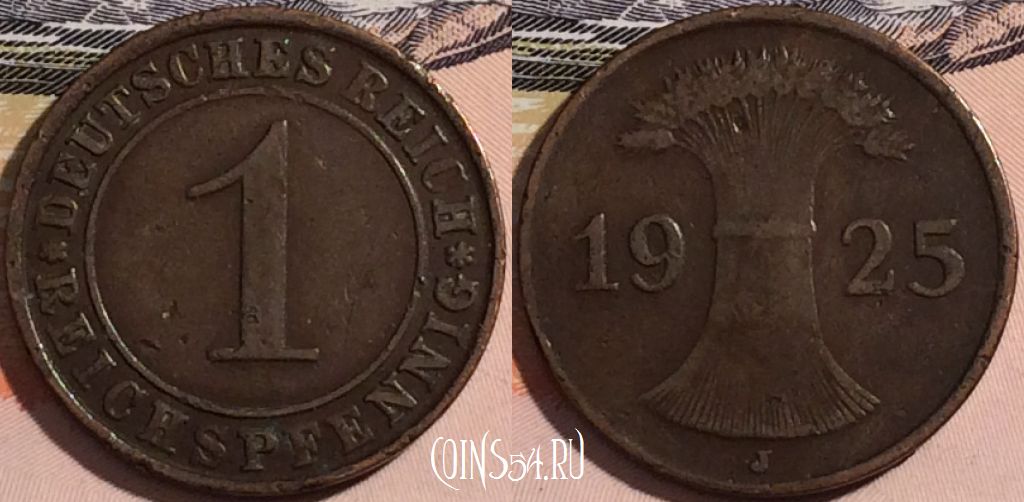 DEUTSCHES REICH
*
REICHSPFENNIG
*
1
19 25
J
COINS54.RU